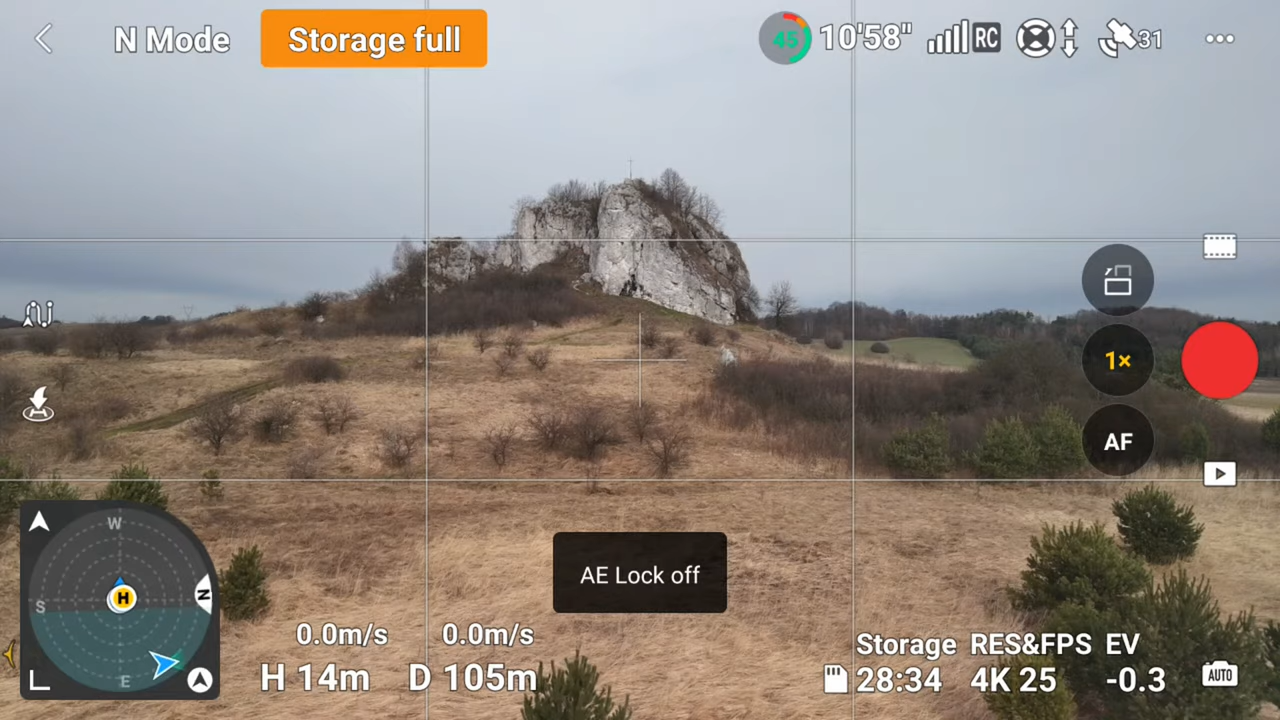 N Mode
Storage full
45
10'58"
RC
31
1×
AF
W
N
H
S
E
AE Lock off
0.0m/s
0.0m/s
H 14m
D 105m
Storage
RES&FPS
EV
28:34
4K 25
-0.3
AUTO